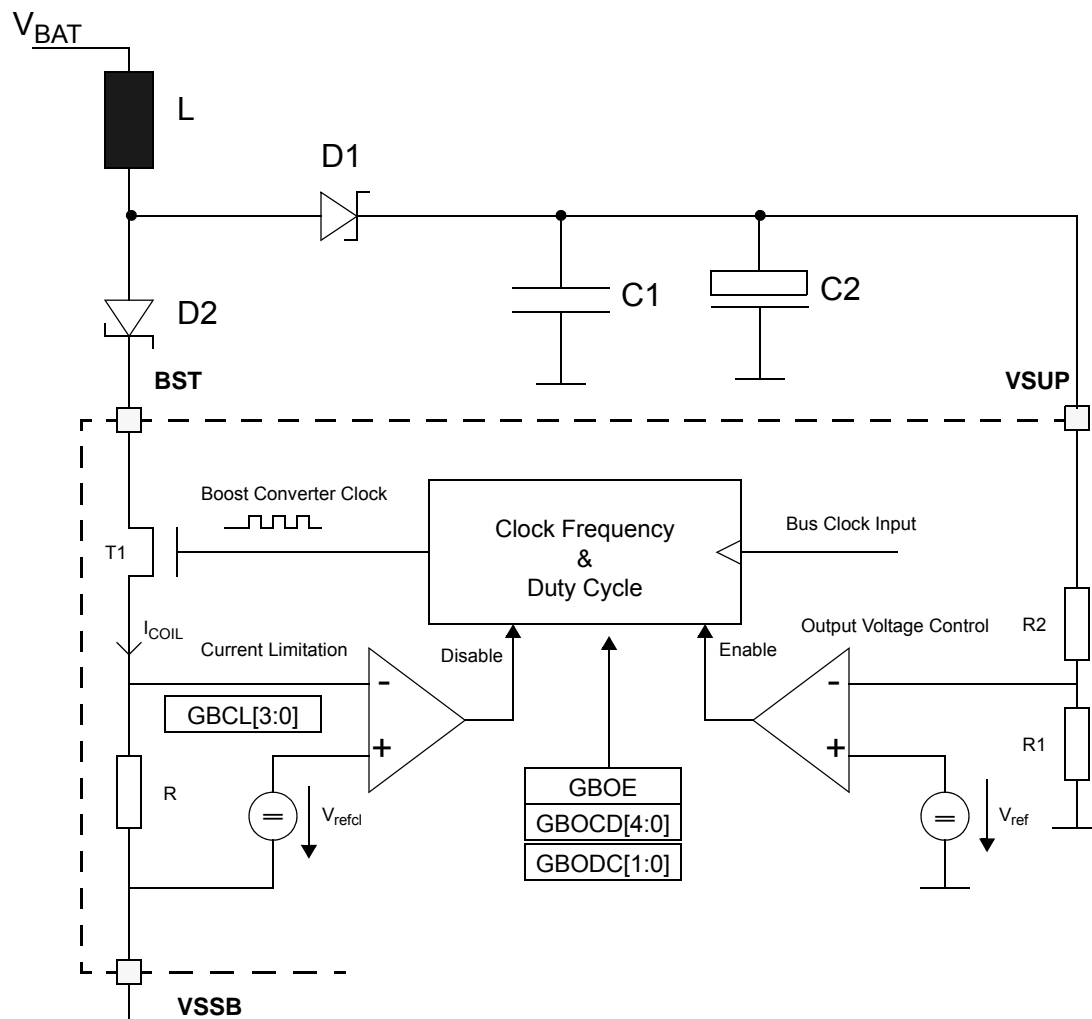 VBAT
L
D1
D2
C1
C2
BST
VSUP
Boost Converter Clock
Clock Frequency
&
Duty Cycle
Bus Clock Input
T1
ICOIL
Current Limitation
Disable
Enable
Output Voltage Control
R2
-
-
GBCL[3:0]
+
+
R1
R
=
Vrefcl
GBOE
GBOCD[4:0]
GBODC[1:0]
=
Vref
VSSB